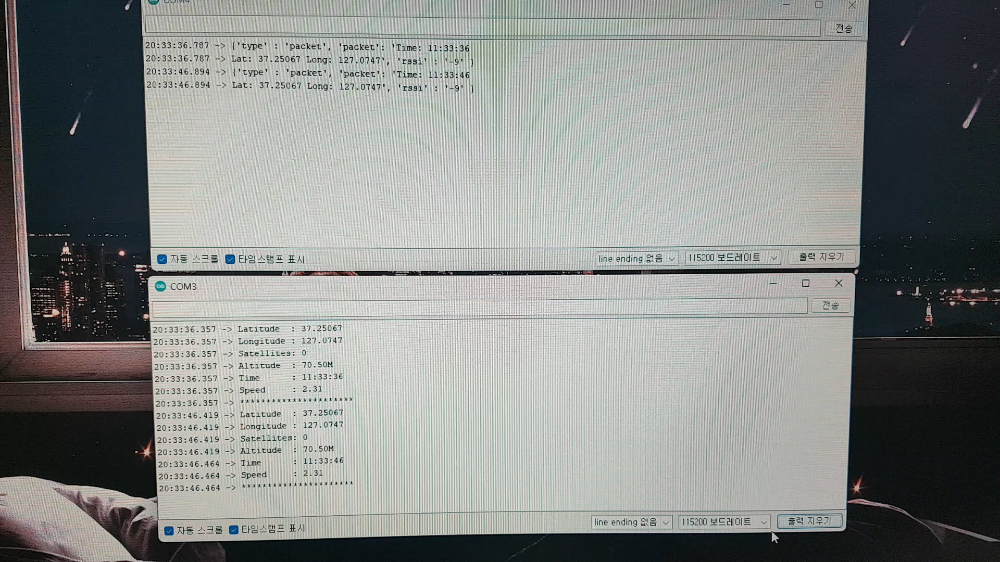 COM4
전송
20:33:36.787 -> {'type' : 'packet', 'packet': 'Time: 11:33:36
20:33:36.787 -> Lat: 37.25067 Long: 127.0747', 'rssi' : '-9' }
20:33:46.894 -> {'type' : 'packet', 'packet': 'Time: 11:33:46
20:33:46.894 -> Lat: 37.25067 Long: 127.0747', 'rssi' : '-9' }
자동 스크롤 타임스탬프 표시 line ending 없음 115200 보드레이트 출력 지우기
COM3
전송
20:33:36.357 -> Latitude : 37.25067
20:33:36.357 -> Longitude : 127.0747
20:33:36.357 -> Satellites: 0
20:33:36.357 -> Altitude : 70.50M
20:33:36.357 -> Time : 11:33:36
20:33:36.357 -> Speed : 2.31
20:33:36.357 -> **********************
20:33:46.419 -> Latitude : 37.25067
20:33:46.419 -> Longitude : 127.0747
20:33:46.419 -> Satellites: 0
20:33:46.419 -> Altitude : 70.50M
20:33:46.464 -> Time : 11:33:46
20:33:46.464 -> Speed : 2.31
20:33:46.464 -> **********************
자동 스크롤 타임스탬프 표시 line ending 없음 115200 보드레이트 출력 지우기